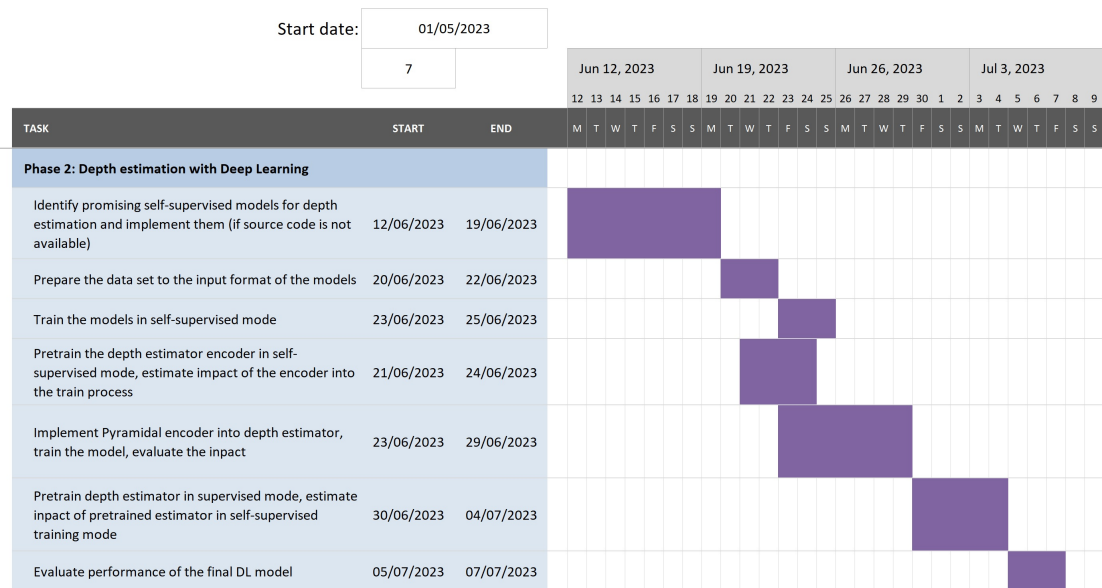 Start date: 01/05/2023
7
Jun 12, 2023 Jun 19, 2023 Jun 26, 2023 Jul 3, 2023
12 13 14 15 16 17 18 19 20 21 22 23 24 25 26 27 28 29 30 1 2 3 4 5 6 7 8 9
TASK START END M T W T F S S M T W T F S S M T W T F S S M T W T F S S
Phase 2: Depth estimation with Deep Learning
Identify promising self-supervised models for depth
estimation and implement them (if source code is not
available)
12/06/2023 19/06/2023
Prepare the data set to the input format of the models 20/06/2023 22/06/2023
Train the models in self-supervised mode 23/06/2023 25/06/2023
Pretrain the depth estimator encoder in self-
supervised mode, estimate impact of the encoder into
the train process
21/06/2023 24/06/2023
Implement Pyramidal encoder into depth estimator,
train the model, evaluate the inpact
23/06/2023 29/06/2023
Pretrain depth estimator in supervised mode, estimate
inpact of pretrained estimator in self-supervised
training mode
30/06/2023 04/07/2023
Evaluate performance of the final DL model 05/07/2023 07/07/2023